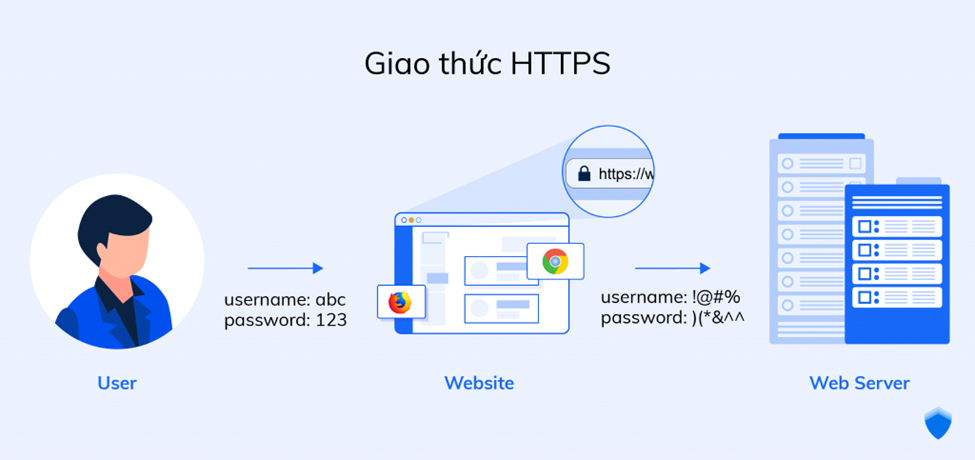 Giao thức HTTPS
https://w
username: abc
password: 123
username: !@#%
password: )(*&^^
User
Website
Web Server